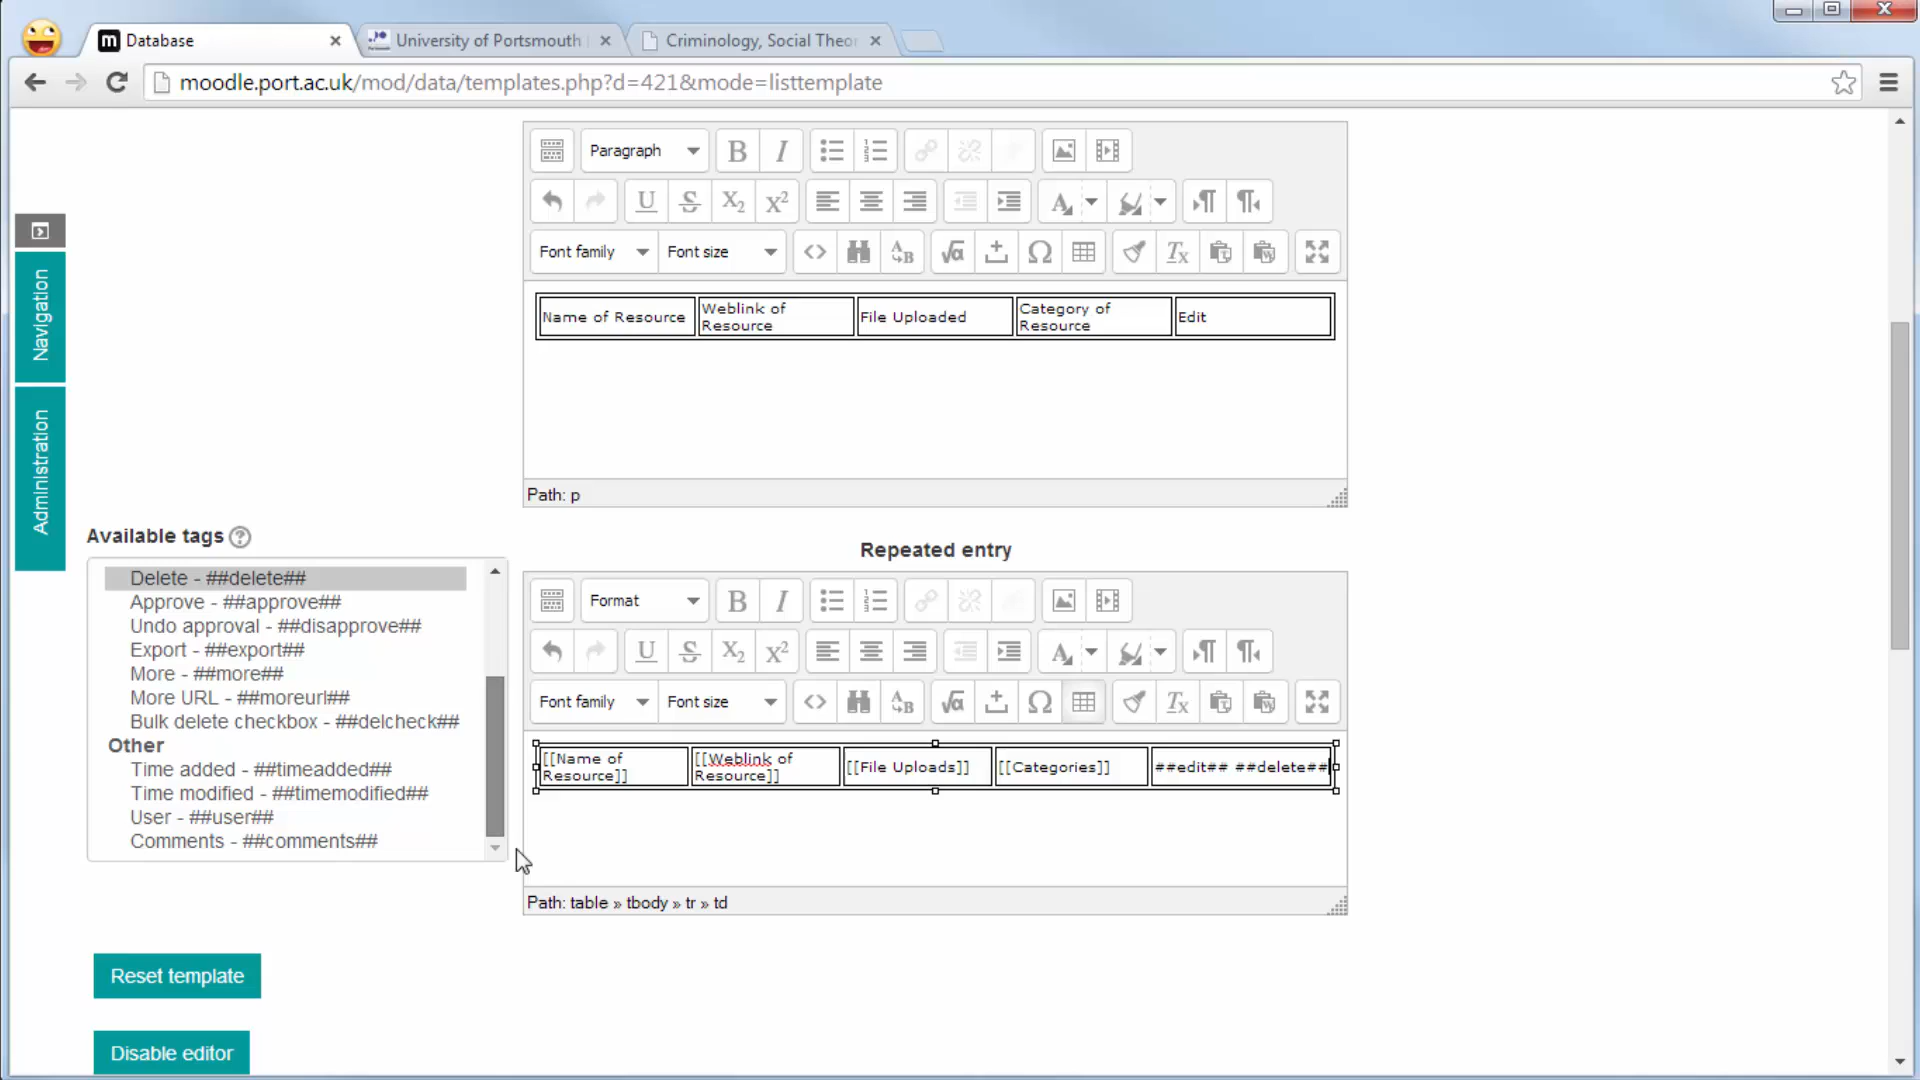 Database
University of Portsmouth
Criminology, Social Theor
moodle.port.ac.uk/mod/data/templates.php?d=421&mode=listtemplate
Paragraph
Font family
Font size
Name of Resource
Weblink of
Resource
File Uploaded
Category of
Resource
Edit
Path: p
Navigation
Administration
Available tags
Delete - ##delete##
Approve - ##approve##
Undo approval - ##disapprove##
Export - ##export##
More - ##more##
More URL - ##moreurl##
Bulk delete checkbox - ##delcheck##
Other
Time added - ##timeadded##
Time modified - ##timemodified##
User - ##user##
Comments - ##comments##
Repeated entry
Format
Font family
Font size
[[Name of
Resource]]
[[Weblink of
Resource]]
[[File Uploads]]
[[Categories]]
##edit## ##delete##
Path: table » tbody » tr » td
Reset template
Disable editor